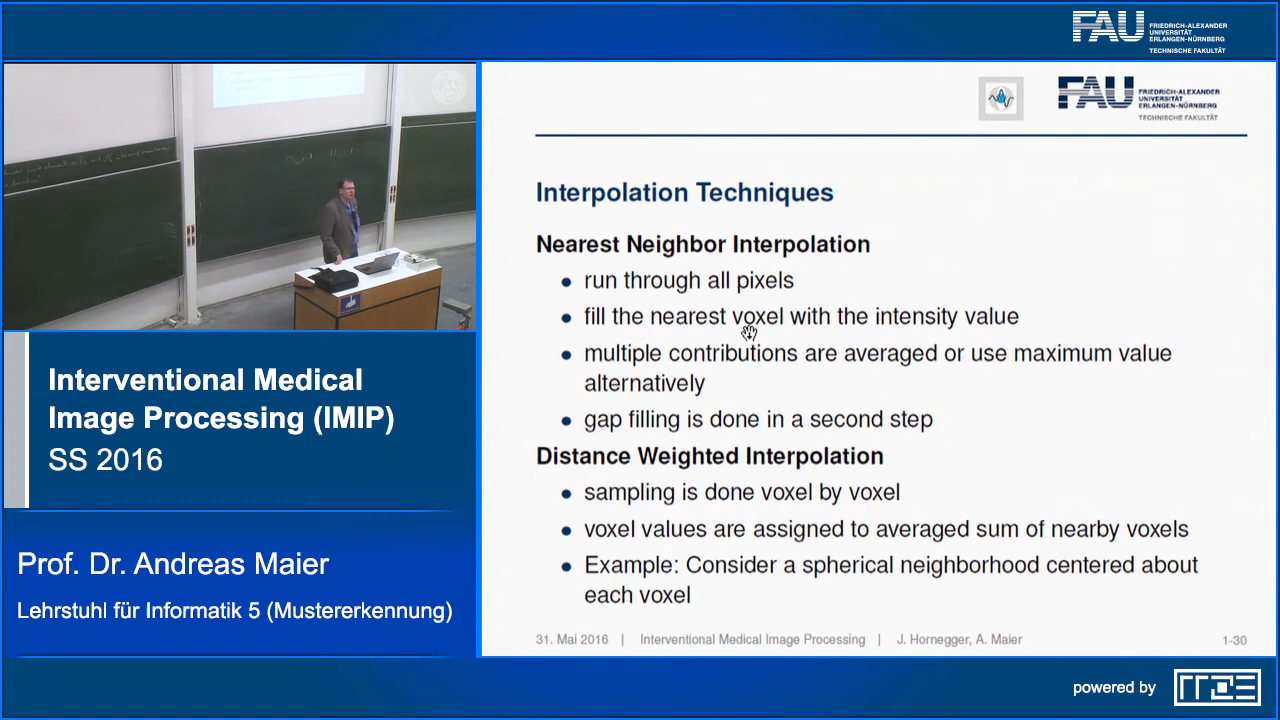 FAU
FRIEDRICH-ALEXANDER
UNIVERSITÄT
ERLANGEN-NÜRNBERG
TECHNISCHE FAKULTÄT
FAU
FRIEDRICH-ALEXANDER
UNIVERSITÄT
ERLANGEN-NÜRNBERG
TECHNISCHE FAKULTÄT
Interpolation Techniques
Nearest Neighbor Interpolation
• run through all pixels
• fill the nearest voxel with the intensity value
• multiple contributions are averaged or use maximum value
alternatively
• gap filling is done in a second step
Distance Weighted Interpolation
• sampling is done voxel by voxel
• voxel values are assigned to averaged sum of nearby voxels
• Example: Consider a spherical neighborhood centered about
each voxel
31. Mai 2016 | Interventional Medical Image Processing | J. Hornegger, A. Maier 1-30
Interventional Medical
Image Processing (IMIP)
SS 2016
Prof. Dr. Andreas Maier
Lehrstuhl für Informatik 5 (Mustererkennung)
powered by